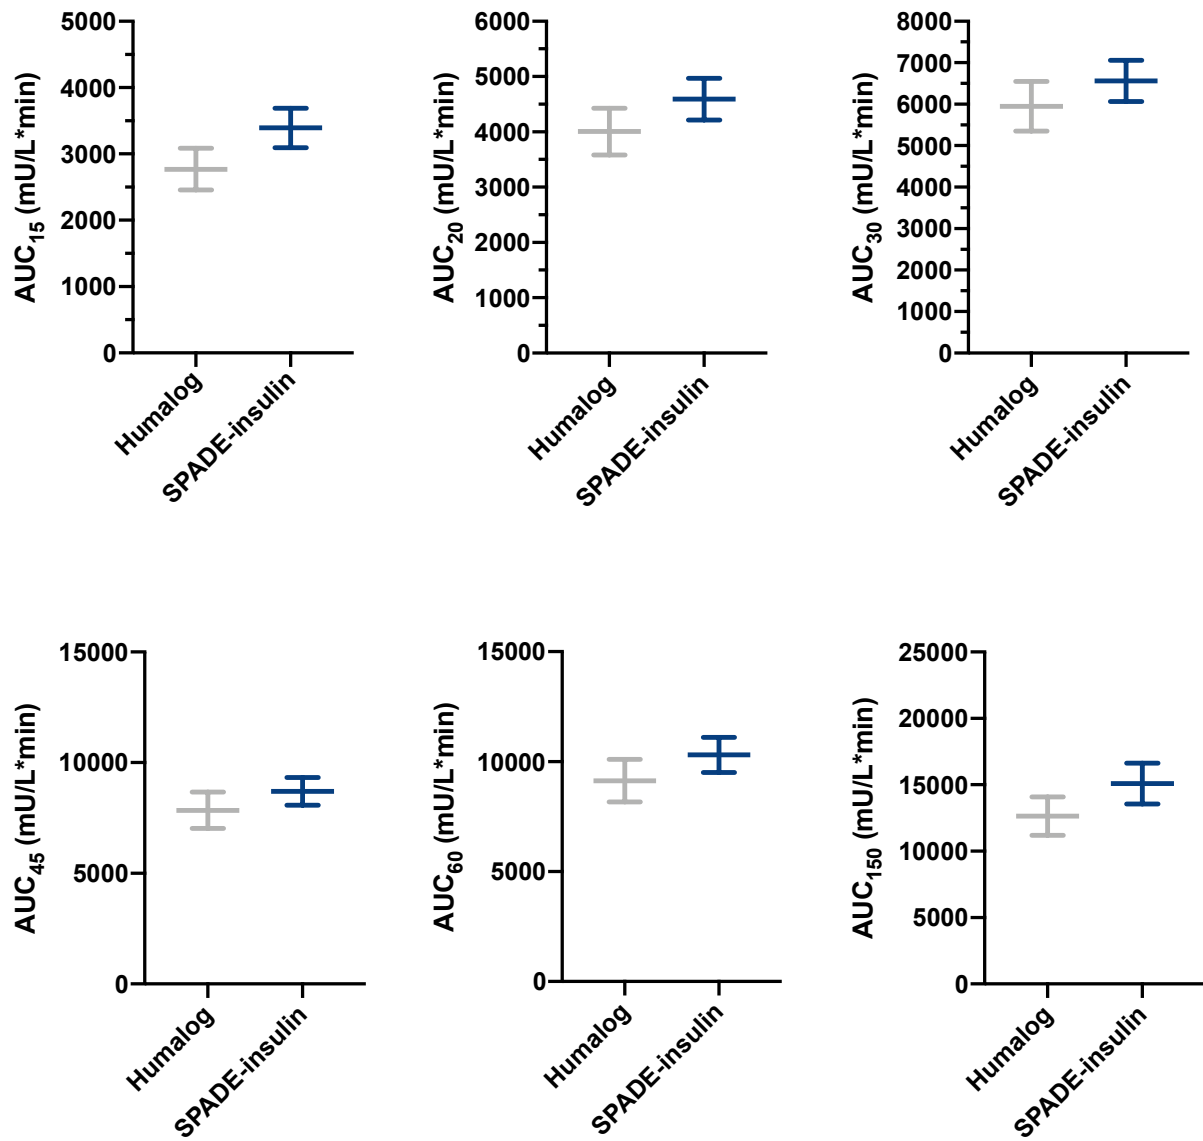 AUC15 (mU/L*min)
5000
4000
3000
2000
1000
0
Humalog
SPADE-insulin
AUC20 (mU/L*min)
6000
5000
4000
3000
2000
1000
0
Humalog
SPADE-insulin
AUC30 (mU/L*min)
8000
7000
6000
5000
4000
3000
2000
1000
0
Humalog
SPADE-insulin
AUC45 (mU/L*min)
15000
10000
5000
0
Humalog
SPADE-insulin
AUC60 (mU/L*min)
15000
10000
5000
0
Humalog
SPADE-insulin
AUC150 (mU/L*min)
25000
20000
15000
10000
5000
0
Humalog
SPADE-insulin